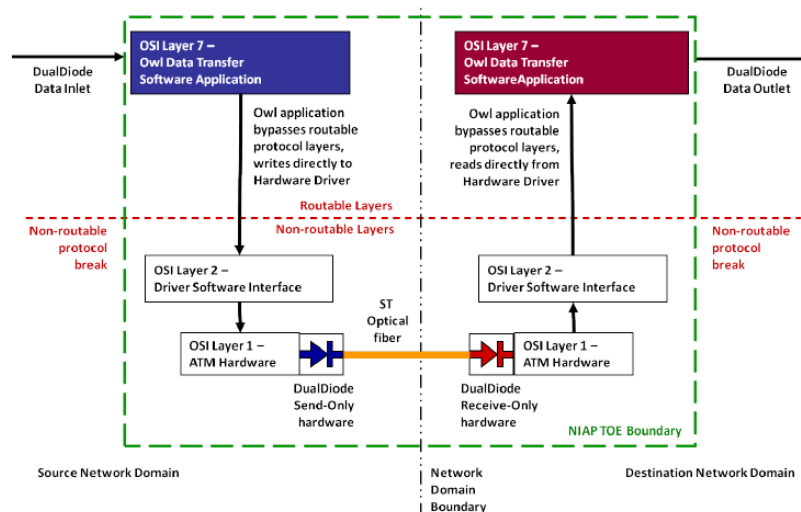 OSI Layer 7 –
Owl Data Transfer
Software Application
OSI Layer 7 –
Owl Data Transfer
SoftwareApplication
DualDiode
Data Inlet
DualDiode
Data Outlet
Owl application
bypasses routable
protocol layers,
writes directly to
Hardware Driver
Owl application
bypasses routable
protocol layers,
reads directly from
Hardware Driver
Routable Layers
Non-routable Layers
Non-routable
protocol
break
Non-routable
protocol
break
OSI Layer 2 –
Driver Software Interface
OSI Layer 2 –
Driver Software Interface
ST
Optical
fiber
OSI Layer 1 –
ATM Hardware
OSI Layer 1 –
ATM Hardware
DualDiode
Send-Only
hardware
DualDiode
Receive-Only
hardware
NIAP TOE Boundary
Source Network Domain
Network
Domain
Boundary
Destination Network Domain